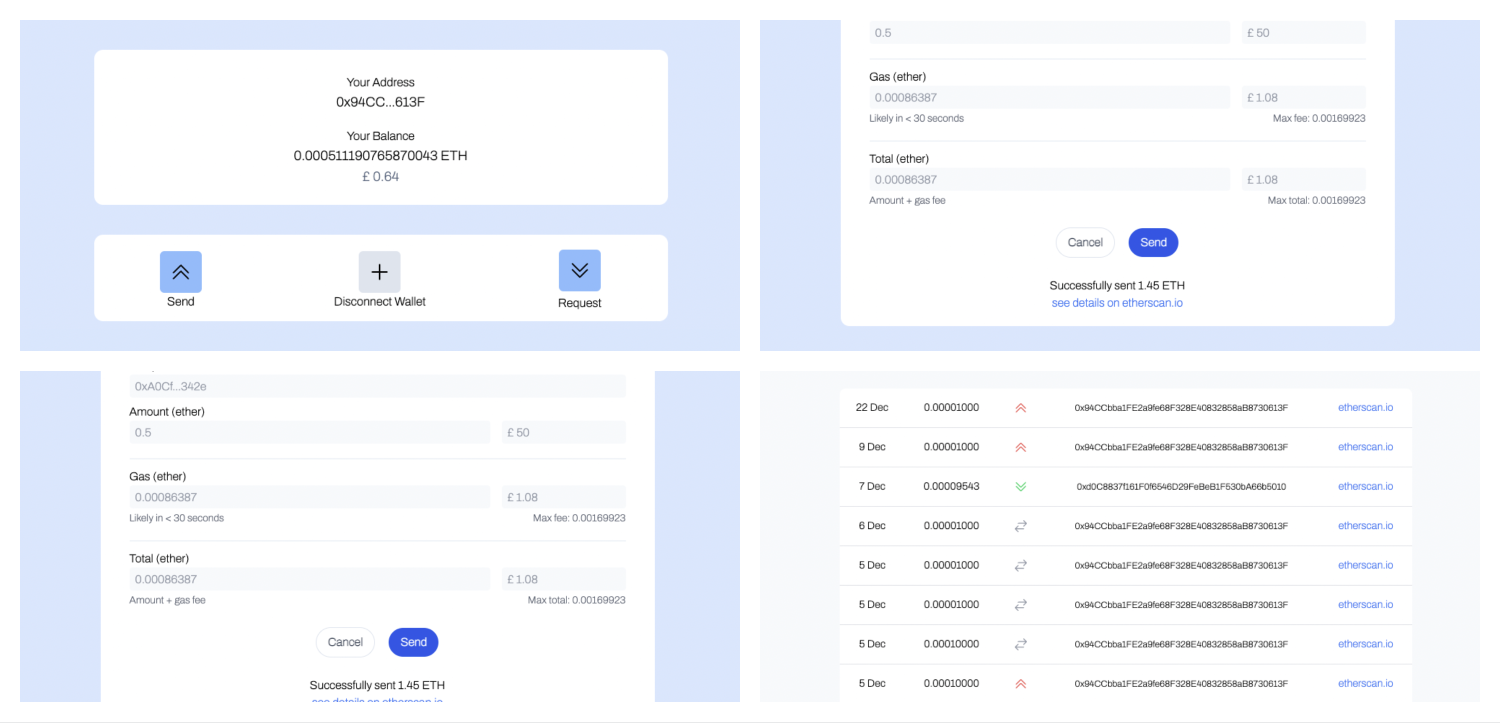 Your Address
0x94CC...613F
Your Balance
0.000511190765870043 ETH
£ 0.64
Send
Disconnect Wallet
Request
0.5 £ 50
Gas (ether)
0.00086387 £ 1.08
Likely in < 30 seconds Max fee: 0.00169923
Total (ether)
0.00086387 £ 1.08
Amount + gas fee Max total: 0.00169923
Cancel Send
Successfully sent 1.45 ETH
see details on etherscan.io
0xA0Cf...342e
Amount (ether)
0.5 £ 50
Gas (ether)
0.00086387 £ 1.08
Likely in < 30 seconds Max fee: 0.00169923
Total (ether)
0.00086387 £ 1.08
Amount + gas fee Max total: 0.00169923
Cancel Send
Successfully sent 1.45 ETH
see details on etherscan.io
22 Dec 0.00001000 0x94CCbba1FE2a9fe68F328E40832858aB8730613F etherscan.io
9 Dec 0.00001000 0x94CCbba1FE2a9fe68F328E40832858aB8730613F etherscan.io
7 Dec 0.00009543 0xd0C8837f161F0f6546D29FeBeB1F530bA66b5010 etherscan.io
6 Dec 0.00001000 0x94CCbba1FE2a9fe68F328E40832858aB8730613F etherscan.io
5 Dec 0.00001000 0x94CCbba1FE2a9fe68F328E40832858aB8730613F etherscan.io
5 Dec 0.00001000 0x94CCbba1FE2a9fe68F328E40832858aB8730613F etherscan.io
5 Dec 0.00010000 0x94CCbba1FE2a9fe68F328E40832858aB8730613F etherscan.io
5 Dec 0.00010000 0x94CCbba1FE2a9fe68F328E40832858aB8730613F etherscan.io